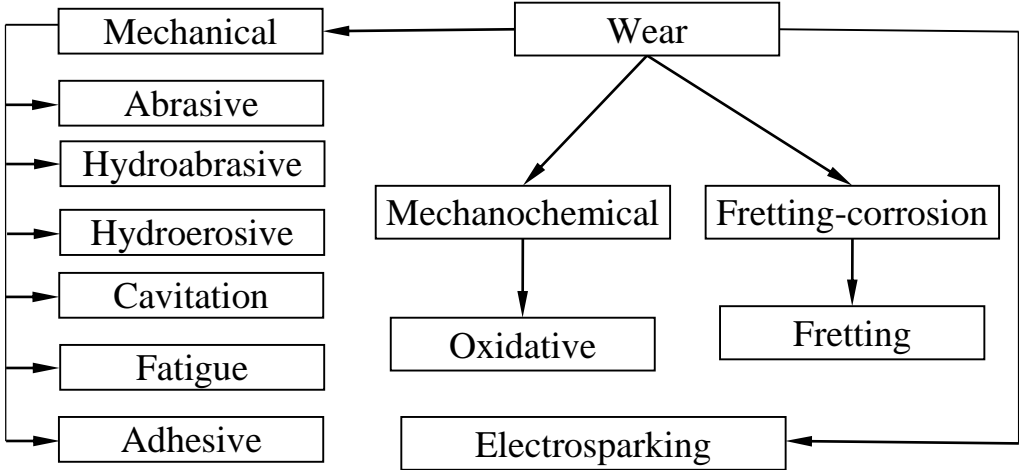 Mechanical
Wear
Abrasive
Hydroabrasive
Hydroerosive
Cavitation
Fatigue
Adhesive
Mechanochemical
Fretting-corrosion
Oxidative
Fretting
Electrosparking